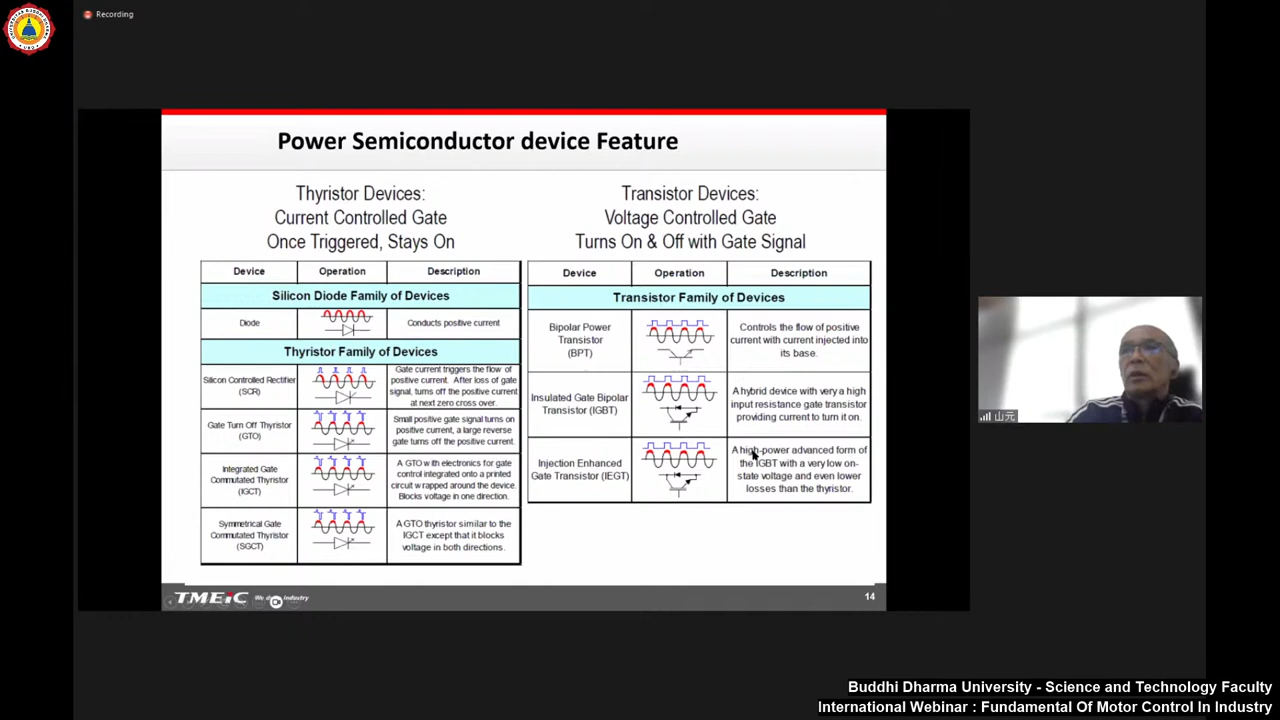 Recording
Power Semiconductor device Feature
Thyristor Devices:
Current Controlled Gate
Once Triggered, Stays On
Device Operation Description
Silicon Diode Family of Devices
Diode
Conducts positive current
Thyristor Family of Devices
Silicon Controlled Rectifier
(SCR)
Gate current triggers the flow of
positive current. After loss of gate
signal, turns off the positive current
at next zero cross over.
Gate Turn Off Thyristor
(GTO)
Small positive gate signal turns on
positive current, a large reverse
gate turns off the positive current.
Integrated Gate
Commutated Thyristor
(IGCT)
A GTO with electronics for gate
control integrated onto a printed
circuit wrapped around the device.
Blocks voltage in one direction.
Symmetrical Gate
Commutated Thyristor
(SGCT)
A GTO thyristor similar to the
IGCT except that it blocks
voltage in both directions.
Transistor Devices:
Voltage Controlled Gate
Turns On & Off with Gate Signal
Device Operation Description
Transistor Family of Devices
Bipolar Power
Transistor
(BPT)
Controls the flow of positive
current with current injected into
its base.
Insulated Gate Bipolar
Transistor (IGBT)
A hybrid device with very a high
input resistance gate transistor
providing current to turn it on.
Injection Enhanced
Gate Transistor (IEGT)
A high-power advanced form of
the IGBT with a very low on-
state voltage and even lower
losses than the thyristor.
山元
TMEiC We drive industry
14
Buddhi Dharma University - Science and Technology Faculty
International Webinar : Fundamental Of Motor Control In Industry